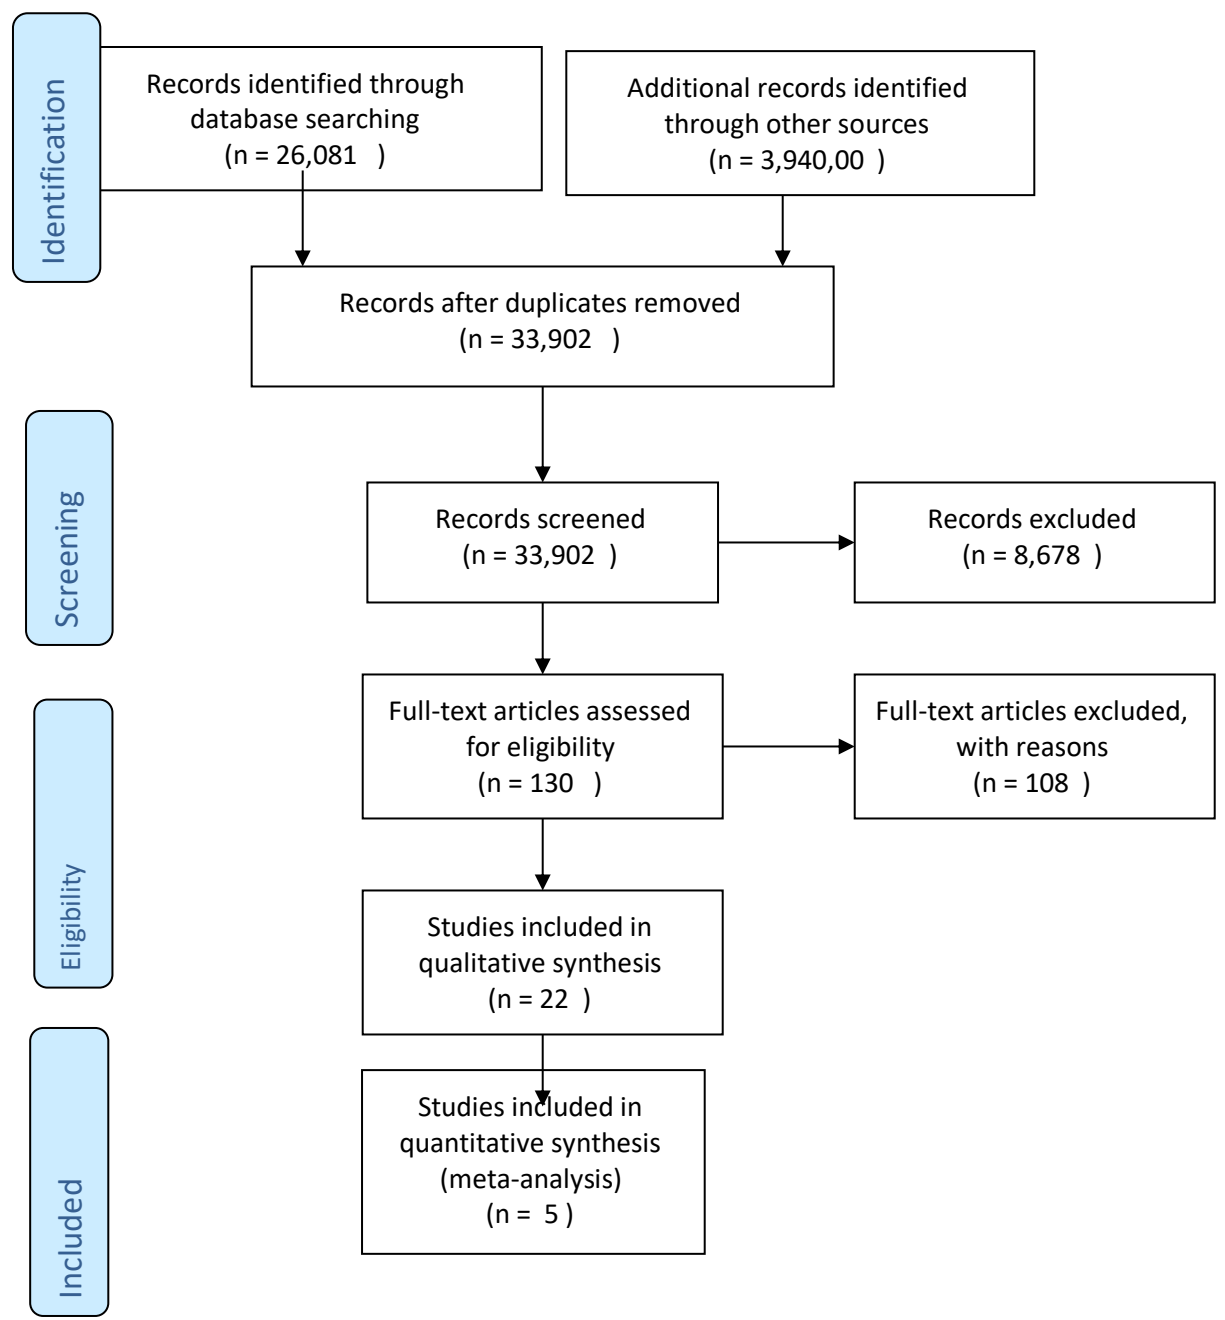 Identification
Records identified through
database searching
(n = 26,081   )
Additional records identified
through other sources
(n = 3,940,00   )
Records after duplicates removed
(n = 33,902   )
Screening
Records screened
(n = 33,902  )
Records excluded
(n = 8,678  )
Eligibility
Full-text articles assessed
for eligibility
(n = 130   )
Full-text articles excluded,
with reasons
(n = 108  )
Studies included in
qualitative synthesis
(n = 22  )
Included
Studies included in
quantitative synthesis
(meta-analysis)
(n =  5 )